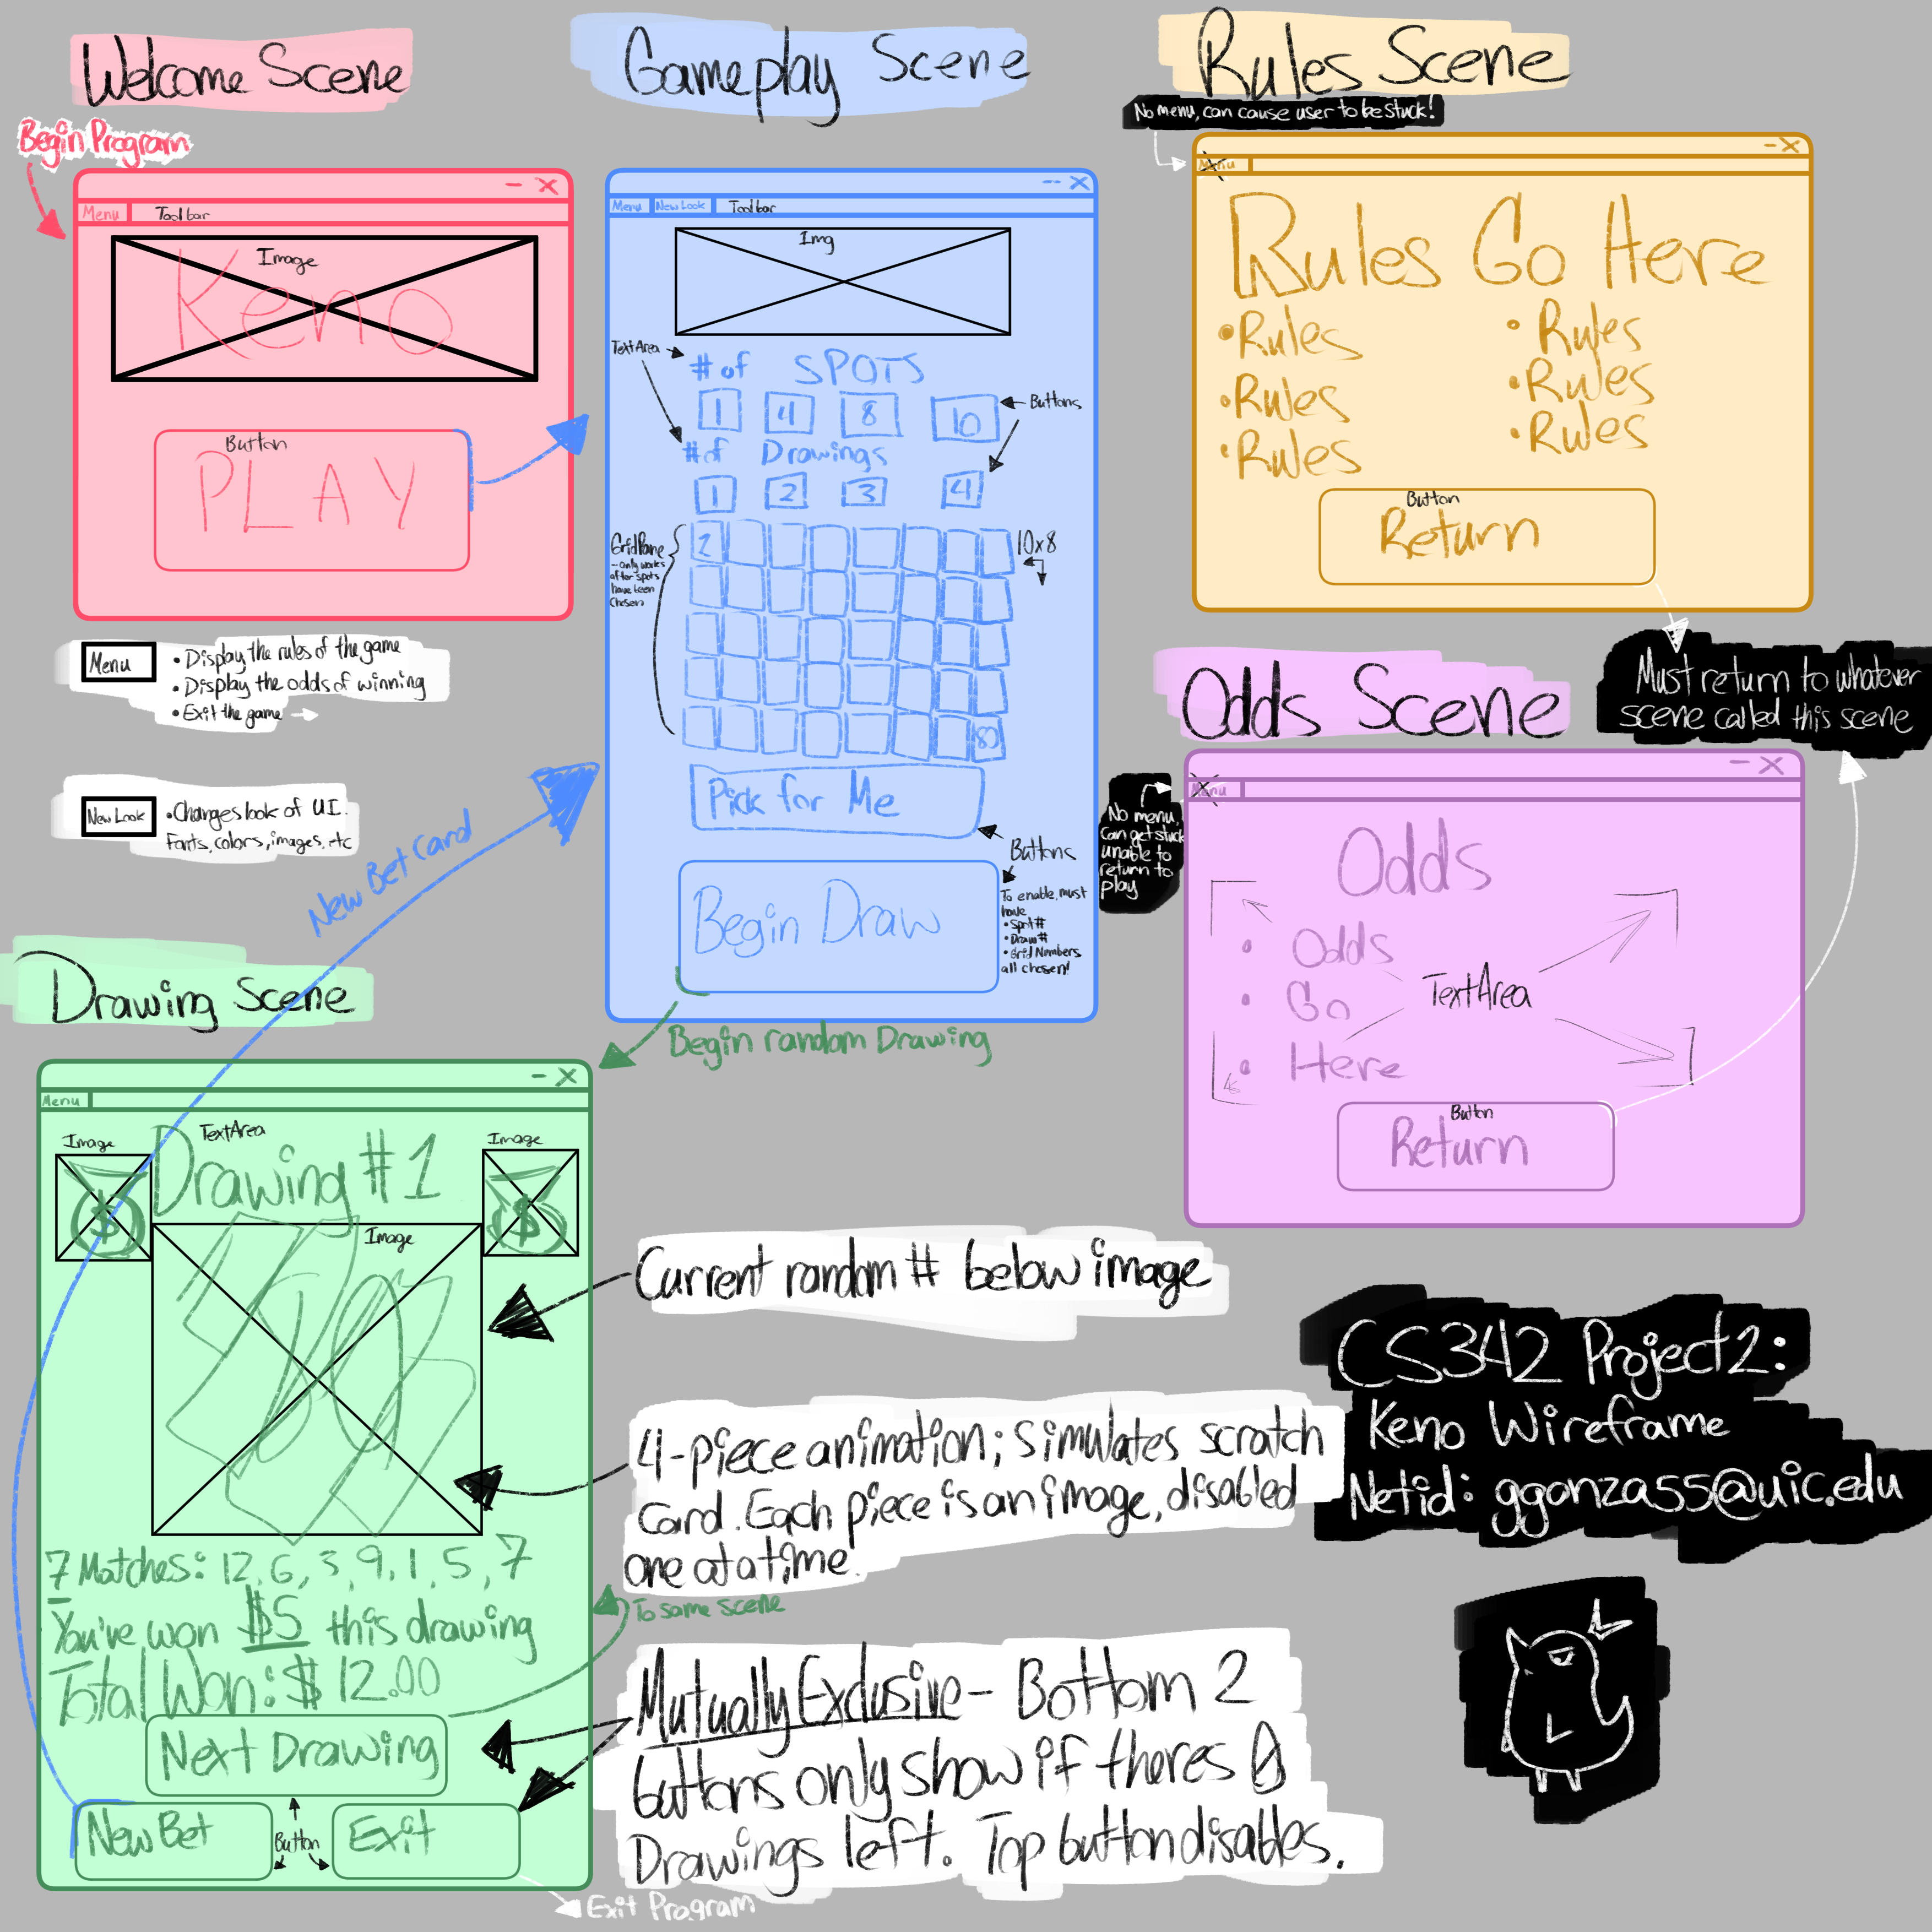 Welcome Scene
Begin Program
- X
Menu
Toolbar
Image
Keno
Button
PLAY
Menu
• Display the rules of the game
• Display the odds of winning
• Exit the game →
New Look
• Changes look of UI.
Fonts, colors, images, etc
Gameplay Scene
- X
Menu
New Look
Toolbar
Img
TextArea
# of SPOTS
1 4 8 10
Buttons
# of Drawings
1 2 3 4
GridPane
- only works
after spots
have been
chosen
10x8
80
Pick for Me
Buttons
Begin Draw
To enable, must
have
• Spot #
• Draw #
• Grid Numbers
all chosen!
Begin random Drawing
New Bet Card
Rules Scene
No menu, can cause user to be stuck!
- X
Menu
Rules Go Here
• Rules
• Rules
• Rules
• Rules
• Rules
• Rules
Button
Return
Must return to whatever
scene called this scene
Odds Scene
- X
Menu
No menu,
can get stuck
unable to
return to
play
Odds
• Odds
• Go
• Here
TextArea
Button
Return
Drawing Scene
- X
Menu
Image
TextArea
Image
Drawing #1
$
$
Image
7 Matches: 12, 6, 3, 9, 1, 5, 7
You've won $5 this drawing
Total Won: $12.00
Next Drawing
New Bet
Button
Exit
Exit Program
To same scene
Current random # below image
4-piece animation; simulates scratch
card. Each piece is an image, disabled
one at a time.
Mutually Exclusive - Bottom 2
buttons only show if theres 0
Drawings left. Top button disables.
CS342 Project 2:
Keno Wireframe
Netid: ggonza55@uic.edu